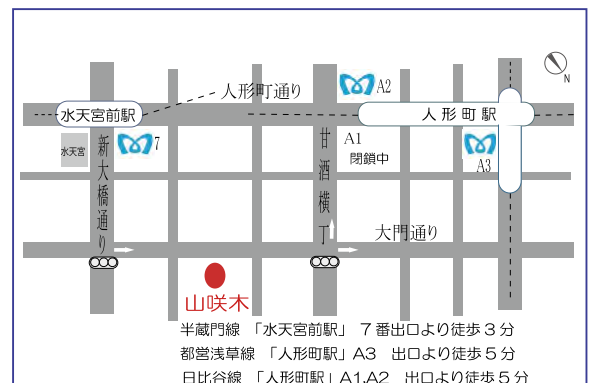 人形町通り
A2
水天宮前駅
人形町駅
N
水天宮
7
新大橋通り
甘酒横丁
A1
閉鎖中
A3
大門通り
山咲木
半蔵門線 「水天宮前駅」 7番出口より徒歩3分
都営浅草線 「人形町駅」A3 出口より徒歩5分
日比谷線 「人形町駅」A1,A2 出口より徒歩5分